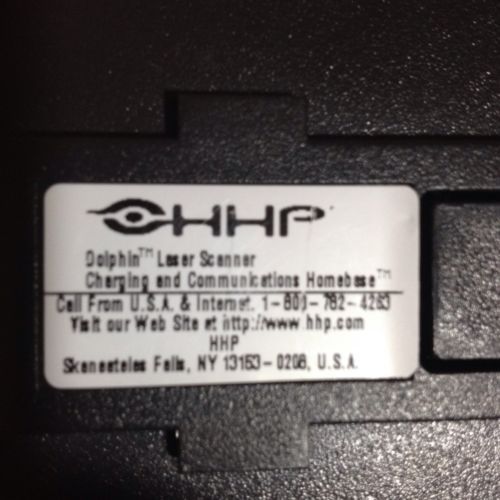 HHP
Dolphin™ Laser Scanner
Charging and Communications Homebase™
Call From U.S.A. & Internet. 1-800-782-4263
Visit our Web Site at http://www.hhp.com
HHP
Skaneateles Falls, NY 13153-0208, U.S.A.